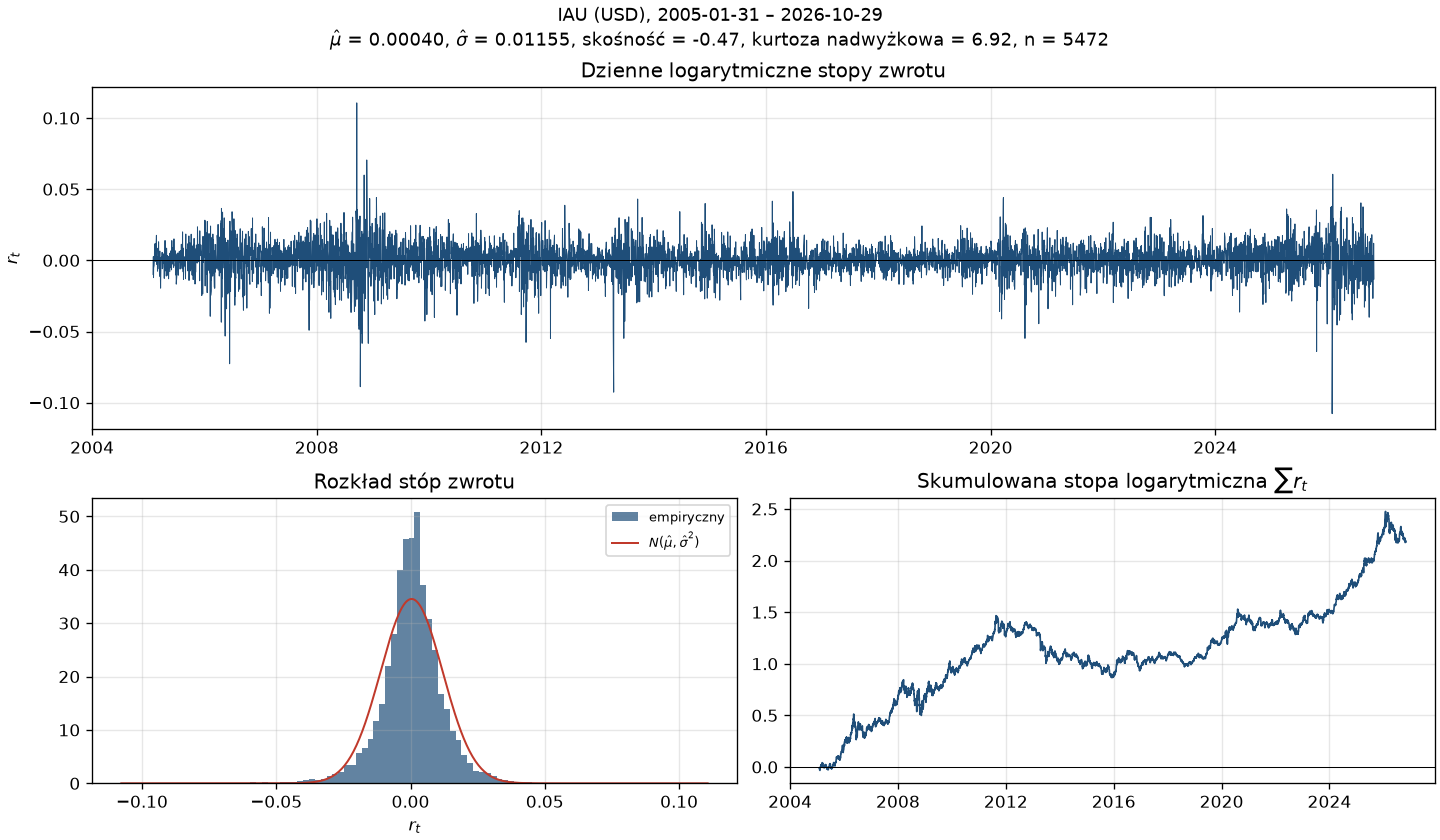 IAU (USD), 2005-01-31 – 2026-10-29
μ̂ = 0.00040, σ̂ = 0.01155, skośność = -0.47, kurtoza nadwyżkowa = 6.92, n = 5472
Dzienne logarytmiczne stopy zwrotu
0.10
0.05
0.00
−0.05
−0.10
r_t
2004 2008 2012 2016 2020 2024
Rozkład stóp zwrotu
50
40
30
20
10
0
empiryczny
N(μ̂, σ̂²)
−0.10 −0.05 0.00 0.05 0.10
r_t
Skumulowana stopa logarytmiczna ∑r_t
2.5
2.0
1.5
1.0
0.5
0.0
2004 2008 2012 2016 2020 2024